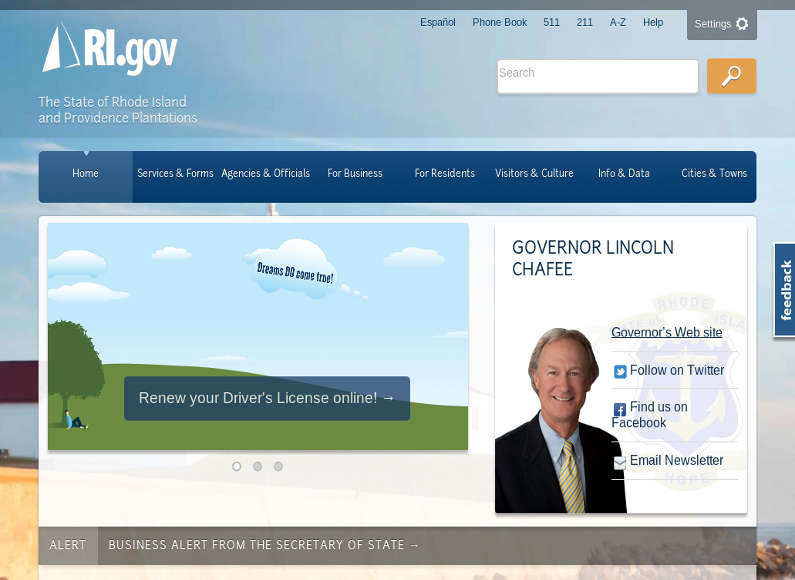 Español Phone Book 511 211 A-Z Help Settings
RI.gov
Search
The State of Rhode Island
and Providence Plantations
Home Services & Forms Agencies & Officials For Business For Residents Visitors & Culture Info & Data Cities & Towns
Dreams DO come true!
Renew your Driver's License online! →
GOVERNOR LINCOLN
CHAFEE
RHODE ISLAND
HOPE
Governor's Web site
Follow on Twitter
Find us on
Facebook
Email Newsletter
feedback
ALERT BUSINESS ALERT FROM THE SECRETARY OF STATE →